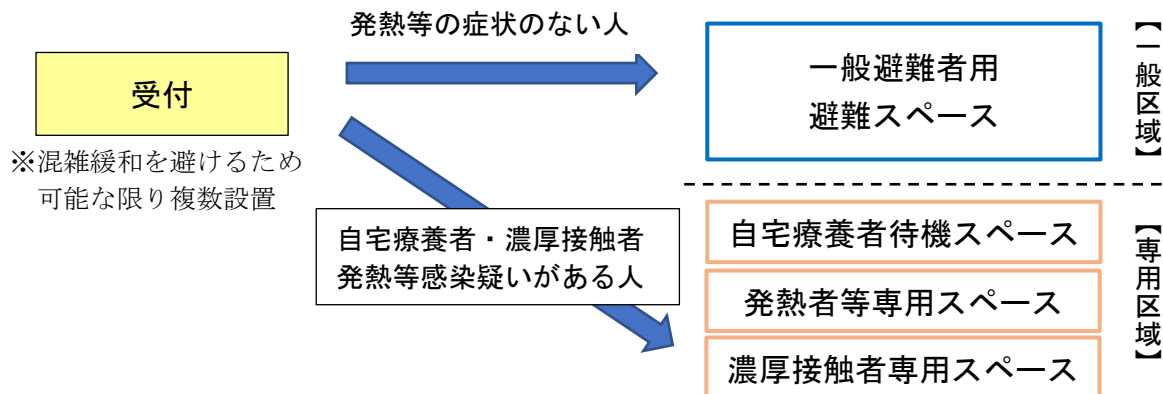 発熱等の症状のない人
受付
※混雑緩和を避けるため
可能な限り複数設置
一般避難者用
避難スペース
【一般区域】
自宅療養者・濃厚接触者
発熱等感染疑いがある人
自宅療養者待機スペース
発熱者等専用スペース
濃厚接触者専用スペース
【専用区域】